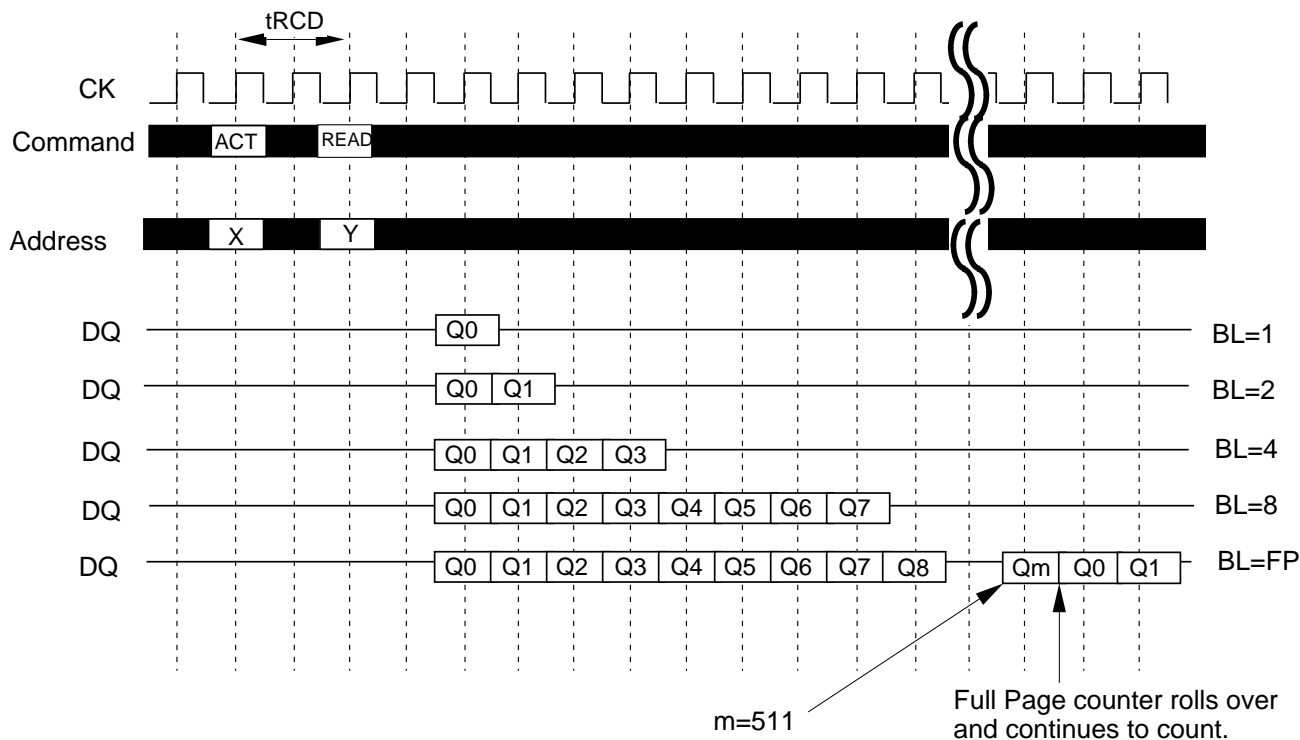 tRCD
CK
Command ACT READ
Address X Y
DQ Q0 BL=1
DQ Q0 Q1 BL=2
DQ Q0 Q1 Q2 Q3 BL=4
DQ Q0 Q1 Q2 Q3 Q4 Q5 Q6 Q7 BL=8
DQ Q0 Q1 Q2 Q3 Q4 Q5 Q6 Q7 Q8 Qm Q0 Q1 BL=FP
m=511
Full Page counter rolls over
and continues to count.